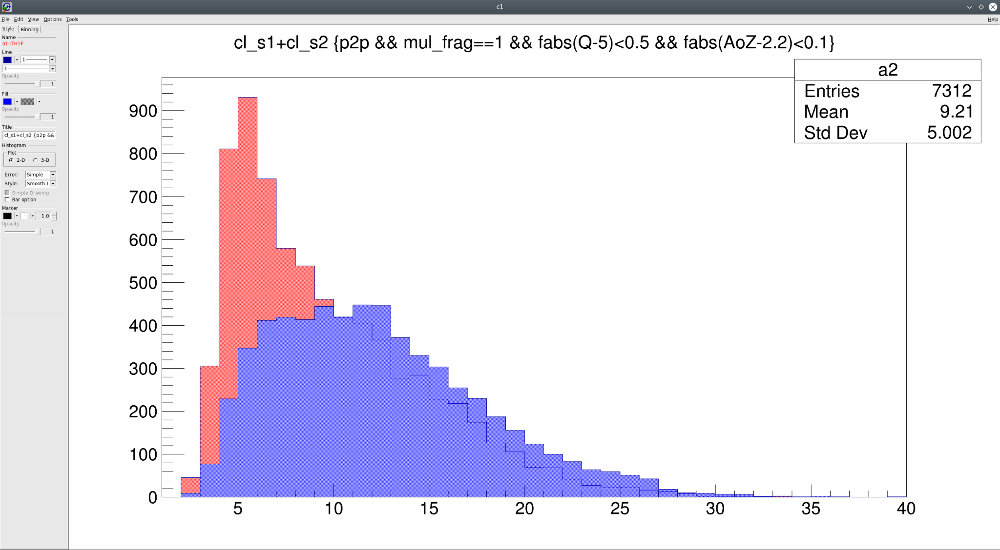 c1
File Edit View Options Tools Help
Style Binning
Name
a1::TH1F
Line
1
1
Opacity
1
Fill
Opacity
1
Title
cl_s1+cl_s2 {p2p &&
Histogram
Plot
2-D 3-D
Error: Simple
Style: Smooth L
Simple Drawing
Bar option
Marker
1.0
Opacity
1
cl_s1+cl_s2 {p2p && mul_frag==1 && fabs(Q-5)<0.5 && fabs(AoZ-2.2)<0.1}
a2
Entries 7312
Mean 9.21
Std Dev 5.002
900
800
700
600
500
400
300
200
100
0
5 10 15 20 25 30 35 40